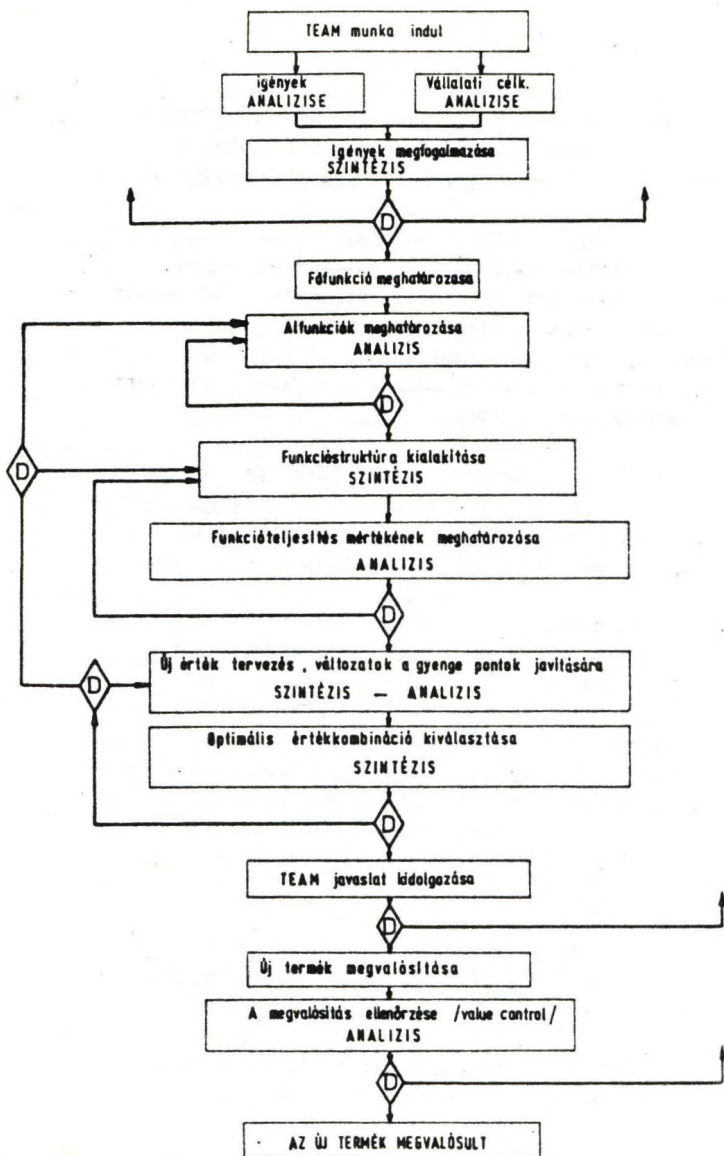 TEAM munka indul
igények
ANALIZISE
Vállalati célk.
ANALIZISE
Igények megfogalmazása
SZINTÉZIS
D
Főfunkció meghatározasa
Alfunkciók meghatározása
ANALIZIS
D
D
Funkcióstruktúra kialakítása
SZINTÉZIS
Funkcióteljesítés mértékének meghatározása
ANALIZIS
D
Új érték tervezés, változatok a gyenge pontok javítására
SZINTÉZIS — ANALIZIS
D
Optimális értékkombináció kiválasztása
SZINTÉZIS
D
TEAM javaslat kidolgozása
D
Új termék megvalósítása
A megvalósítás ellenőrzése /value control/
ANALIZIS
D
AZ ÚJ TERMÉK MEGVALÓSULT